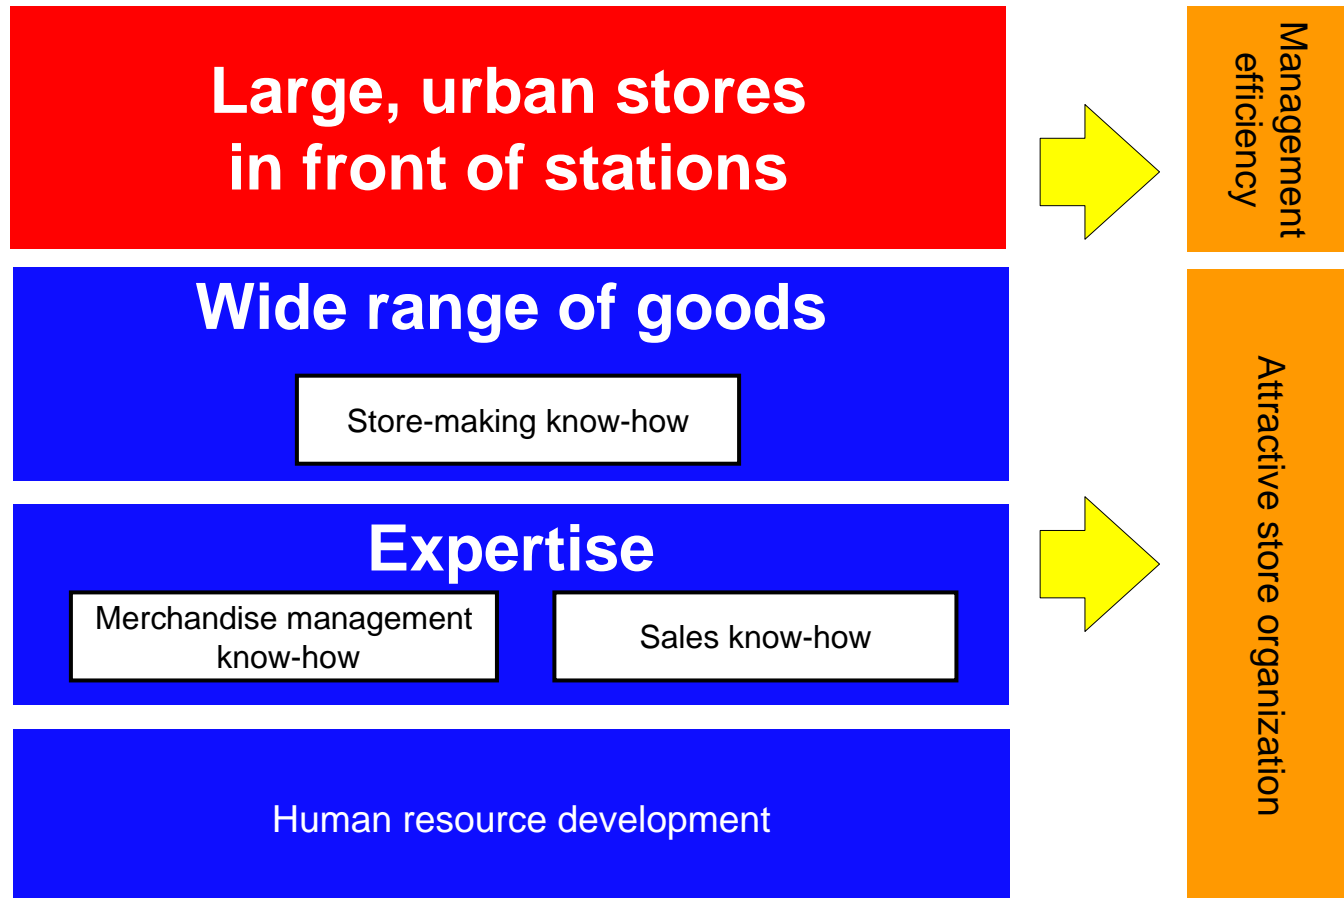 Large, urban stores
in front of stations
Management
efficiency
Wide range of goods
Store-making know-how
Expertise
Merchandise management
know-how
Sales know-how
Attractive store organization
Human resource development